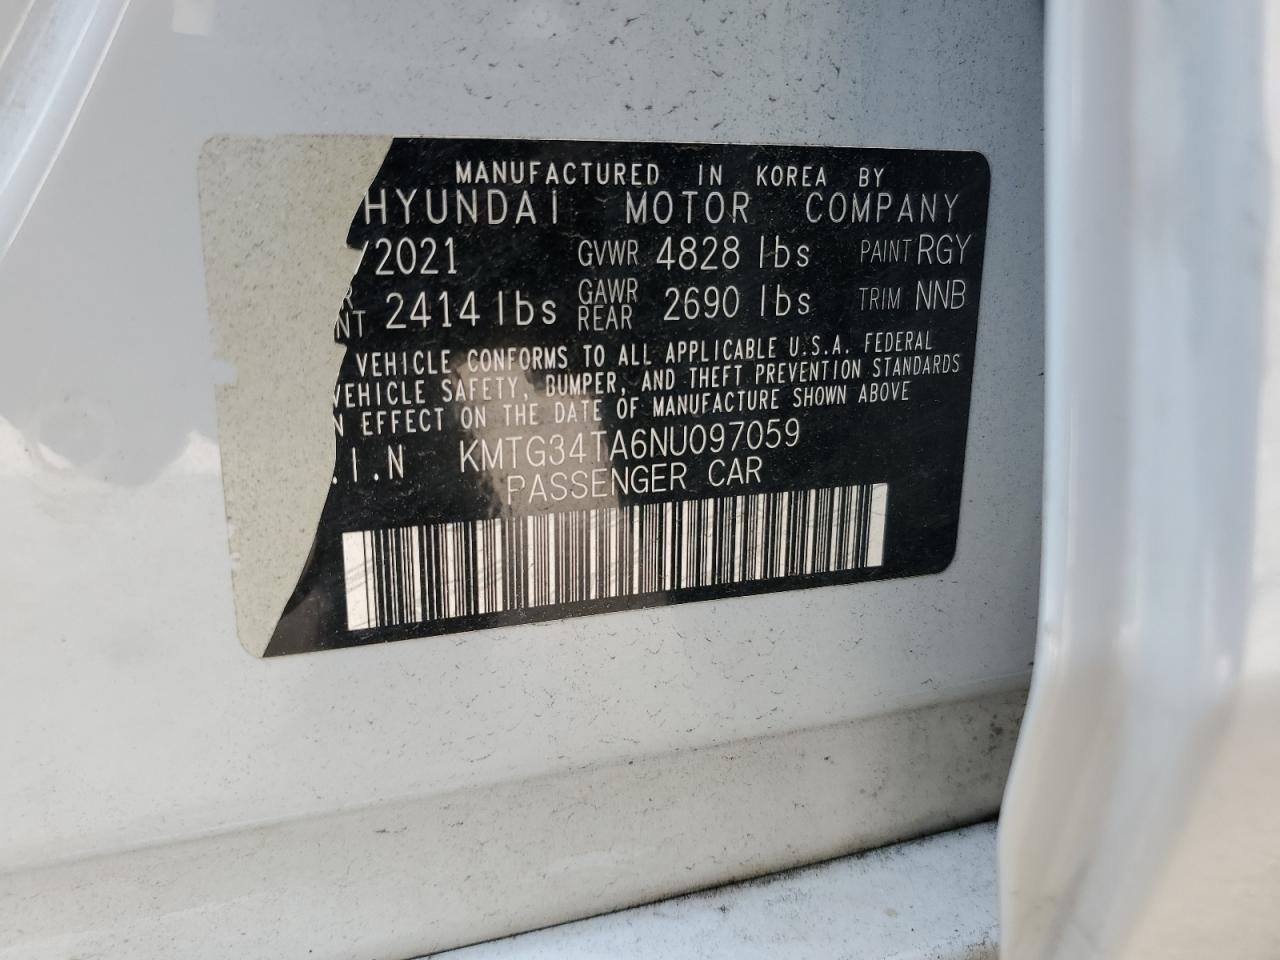 MANUFACTURED IN KOREA BY
HYUNDAI MOTOR COMPANY
/2021 GVWR 4828 lbs PAINT RGY
R
NT 2414 lbs GAWR REAR 2690 lbs TRIM NNB
VEHICLE CONFORMS TO ALL APPLICABLE U.S.A. FEDERAL
VEHICLE SAFETY, BUMPER, AND THEFT PREVENTION STANDARDS
N EFFECT ON THE DATE OF MANUFACTURE SHOWN ABOVE
.I.N KMTG34TA6NU097059
PASSENGER CAR